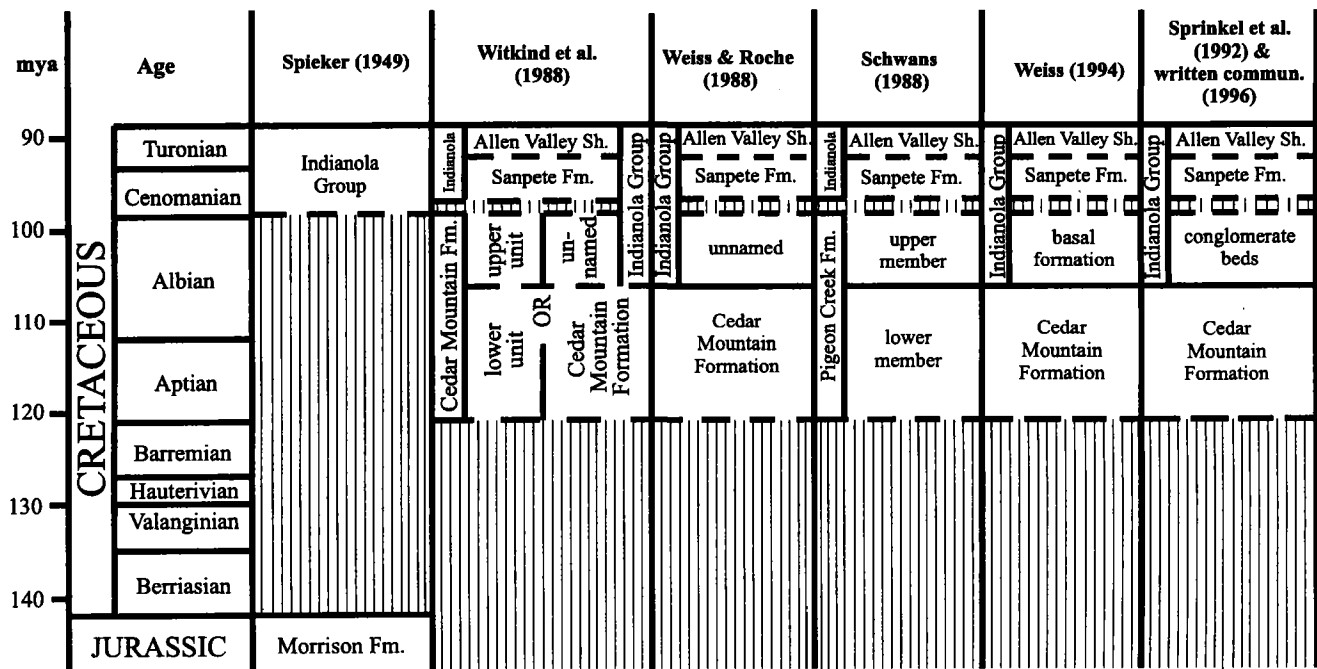 mya
Age
Spieker (1949)
Witkind et al.
(1988)
Weiss & Roche
(1988)
Schwans
(1988)
Weiss (1994)
Sprinkel et al.
(1992) &
written commun.
(1996)
90
100
110
120
130
140
CRETACEOUS
Turonian
Cenomanian
Albian
Aptian
Barremian
Hauterivian
Valanginian
Berriasian
JURASSIC
Indianola
Group
Morrison Fm.
Indianola
Allen Valley Sh.
Sanpete Fm.
Indianola Group
Cedar Mountain Fm.
upper
unit
un-
named
lower
unit
OR
Cedar
Mountain
Formation
Indianola Group
Allen Valley Sh.
Sanpete Fm.
unnamed
Cedar
Mountain
Formation
Indianola
Allen Valley Sh.
Sanpete Fm.
Pigeon Creek Fm.
upper
member
lower
member
Indianola Group
Allen Valley Sh.
Sanpete Fm.
basal
formation
Cedar
Mountain
Formation
Indianola Group
Allen Valley Sh.
Sanpete Fm.
conglomerate
beds
Cedar
Mountain
Formation